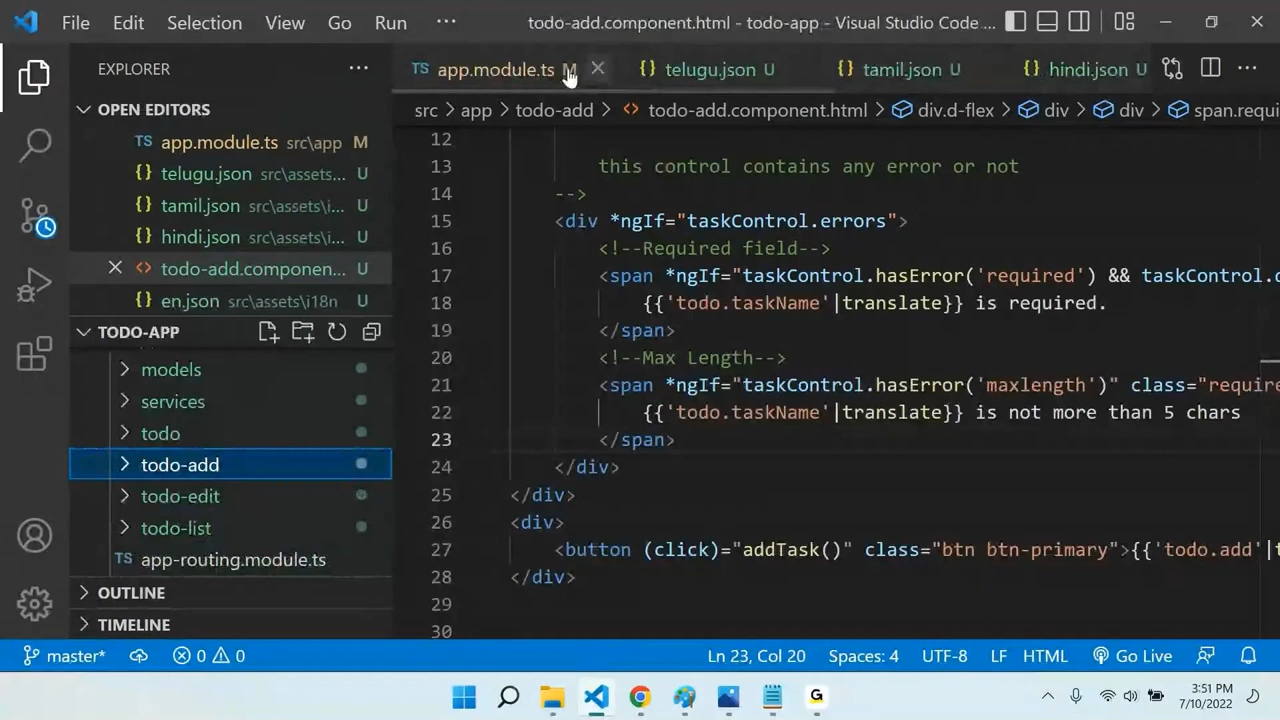 File Edit Selection View Go Run ··· todo-add.component.html - todo-app - Visual Studio Code ...
EXPLORER ···
TS app.module.ts M
{} telugu.json U
{} tamil.json U
{} hindi.json U
···
OPEN EDITORS
TS app.module.ts src\app M
{} telugu.json src\assets... U
{} tamil.json src\assets\i... U
{} hindi.json src\assets\i... U
<> todo-add.componen... U
{} en.json src\assets\i18n U
TODO-APP
models
services
todo
todo-add
todo-edit
todo-list
TS app-routing.module.ts
OUTLINE
TIMELINE
src > app > todo-add > <> todo-add.component.html > div.d-flex > div > div > span.requi
12
13 this control contains any error or not
14 -->
15 <div *ngIf="taskControl.errors">
16 <!--Required field-->
17 <span *ngIf="taskControl.hasError('required') && taskControl.d
18 {{'todo.taskName'|translate}} is required.
19 </span>
20 <!--Max Length-->
21 <span *ngIf="taskControl.hasError('maxlength')" class="require
22 {{'todo.taskName'|translate}} is not more than 5 chars
23 </span>
24 </div>
25 </div>
26 <div>
27 <button (click)="addTask()" class="btn btn-primary">{{'todo.add'|t
28 </div>
29
30
master* 0 0 Ln 23, Col 20 Spaces: 4 UTF-8 LF HTML Go Live
G
3:51 PM
7/10/2022